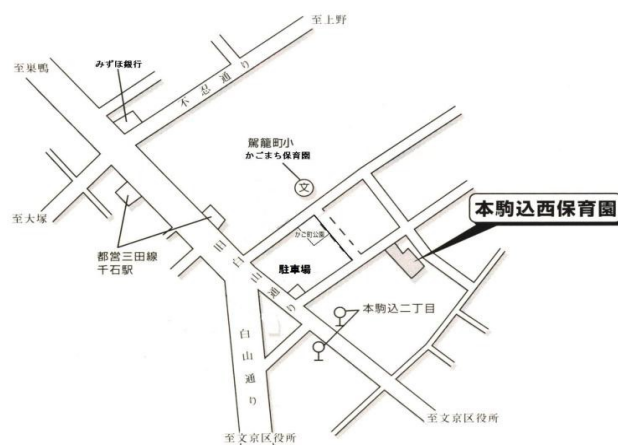 至上野
至巣鴨
みずほ銀行
不忍通り
駕籠町小
かごまち保育園
文
本駒込西保育園
至大塚
かご町公園
都営三田線
千石駅
旧白山通り
駐車場
本駒込二丁目
白山通り
至文京区役所
至文京区役所